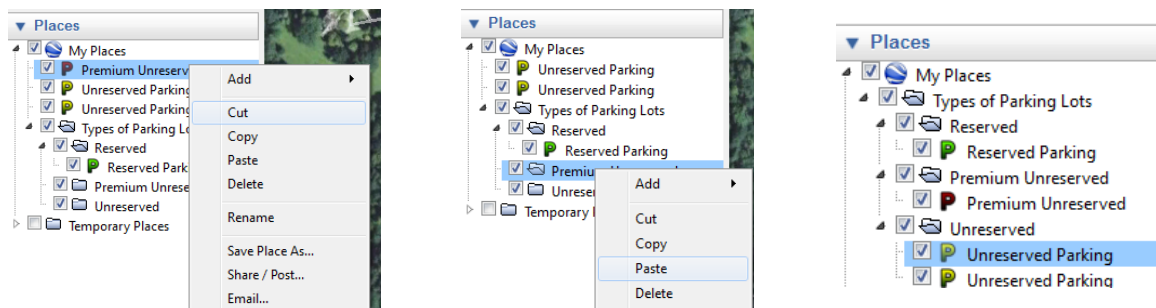 Places
My Places
Premium Unreserv
Unreserved Parking
Unreserved Parking
Types of Parking Lo
Reserved
Reserved Park
Premium Unrese
Unreserved
Temporary Places
Add
Cut
Copy
Paste
Delete
Rename
Save Place As...
Share / Post...
Email...
Places
My Places
Unreserved Parking
Unreserved Parking
Types of Parking Lots
Reserved
Reserved Parking
Premium
Unreser
Temporary
Add
Cut
Copy
Paste
Delete
Places
My Places
Types of Parking Lots
Reserved
Reserved Parking
Premium Unreserved
Premium Unreserved
Unreserved
Unreserved Parking
Unreserved Parking